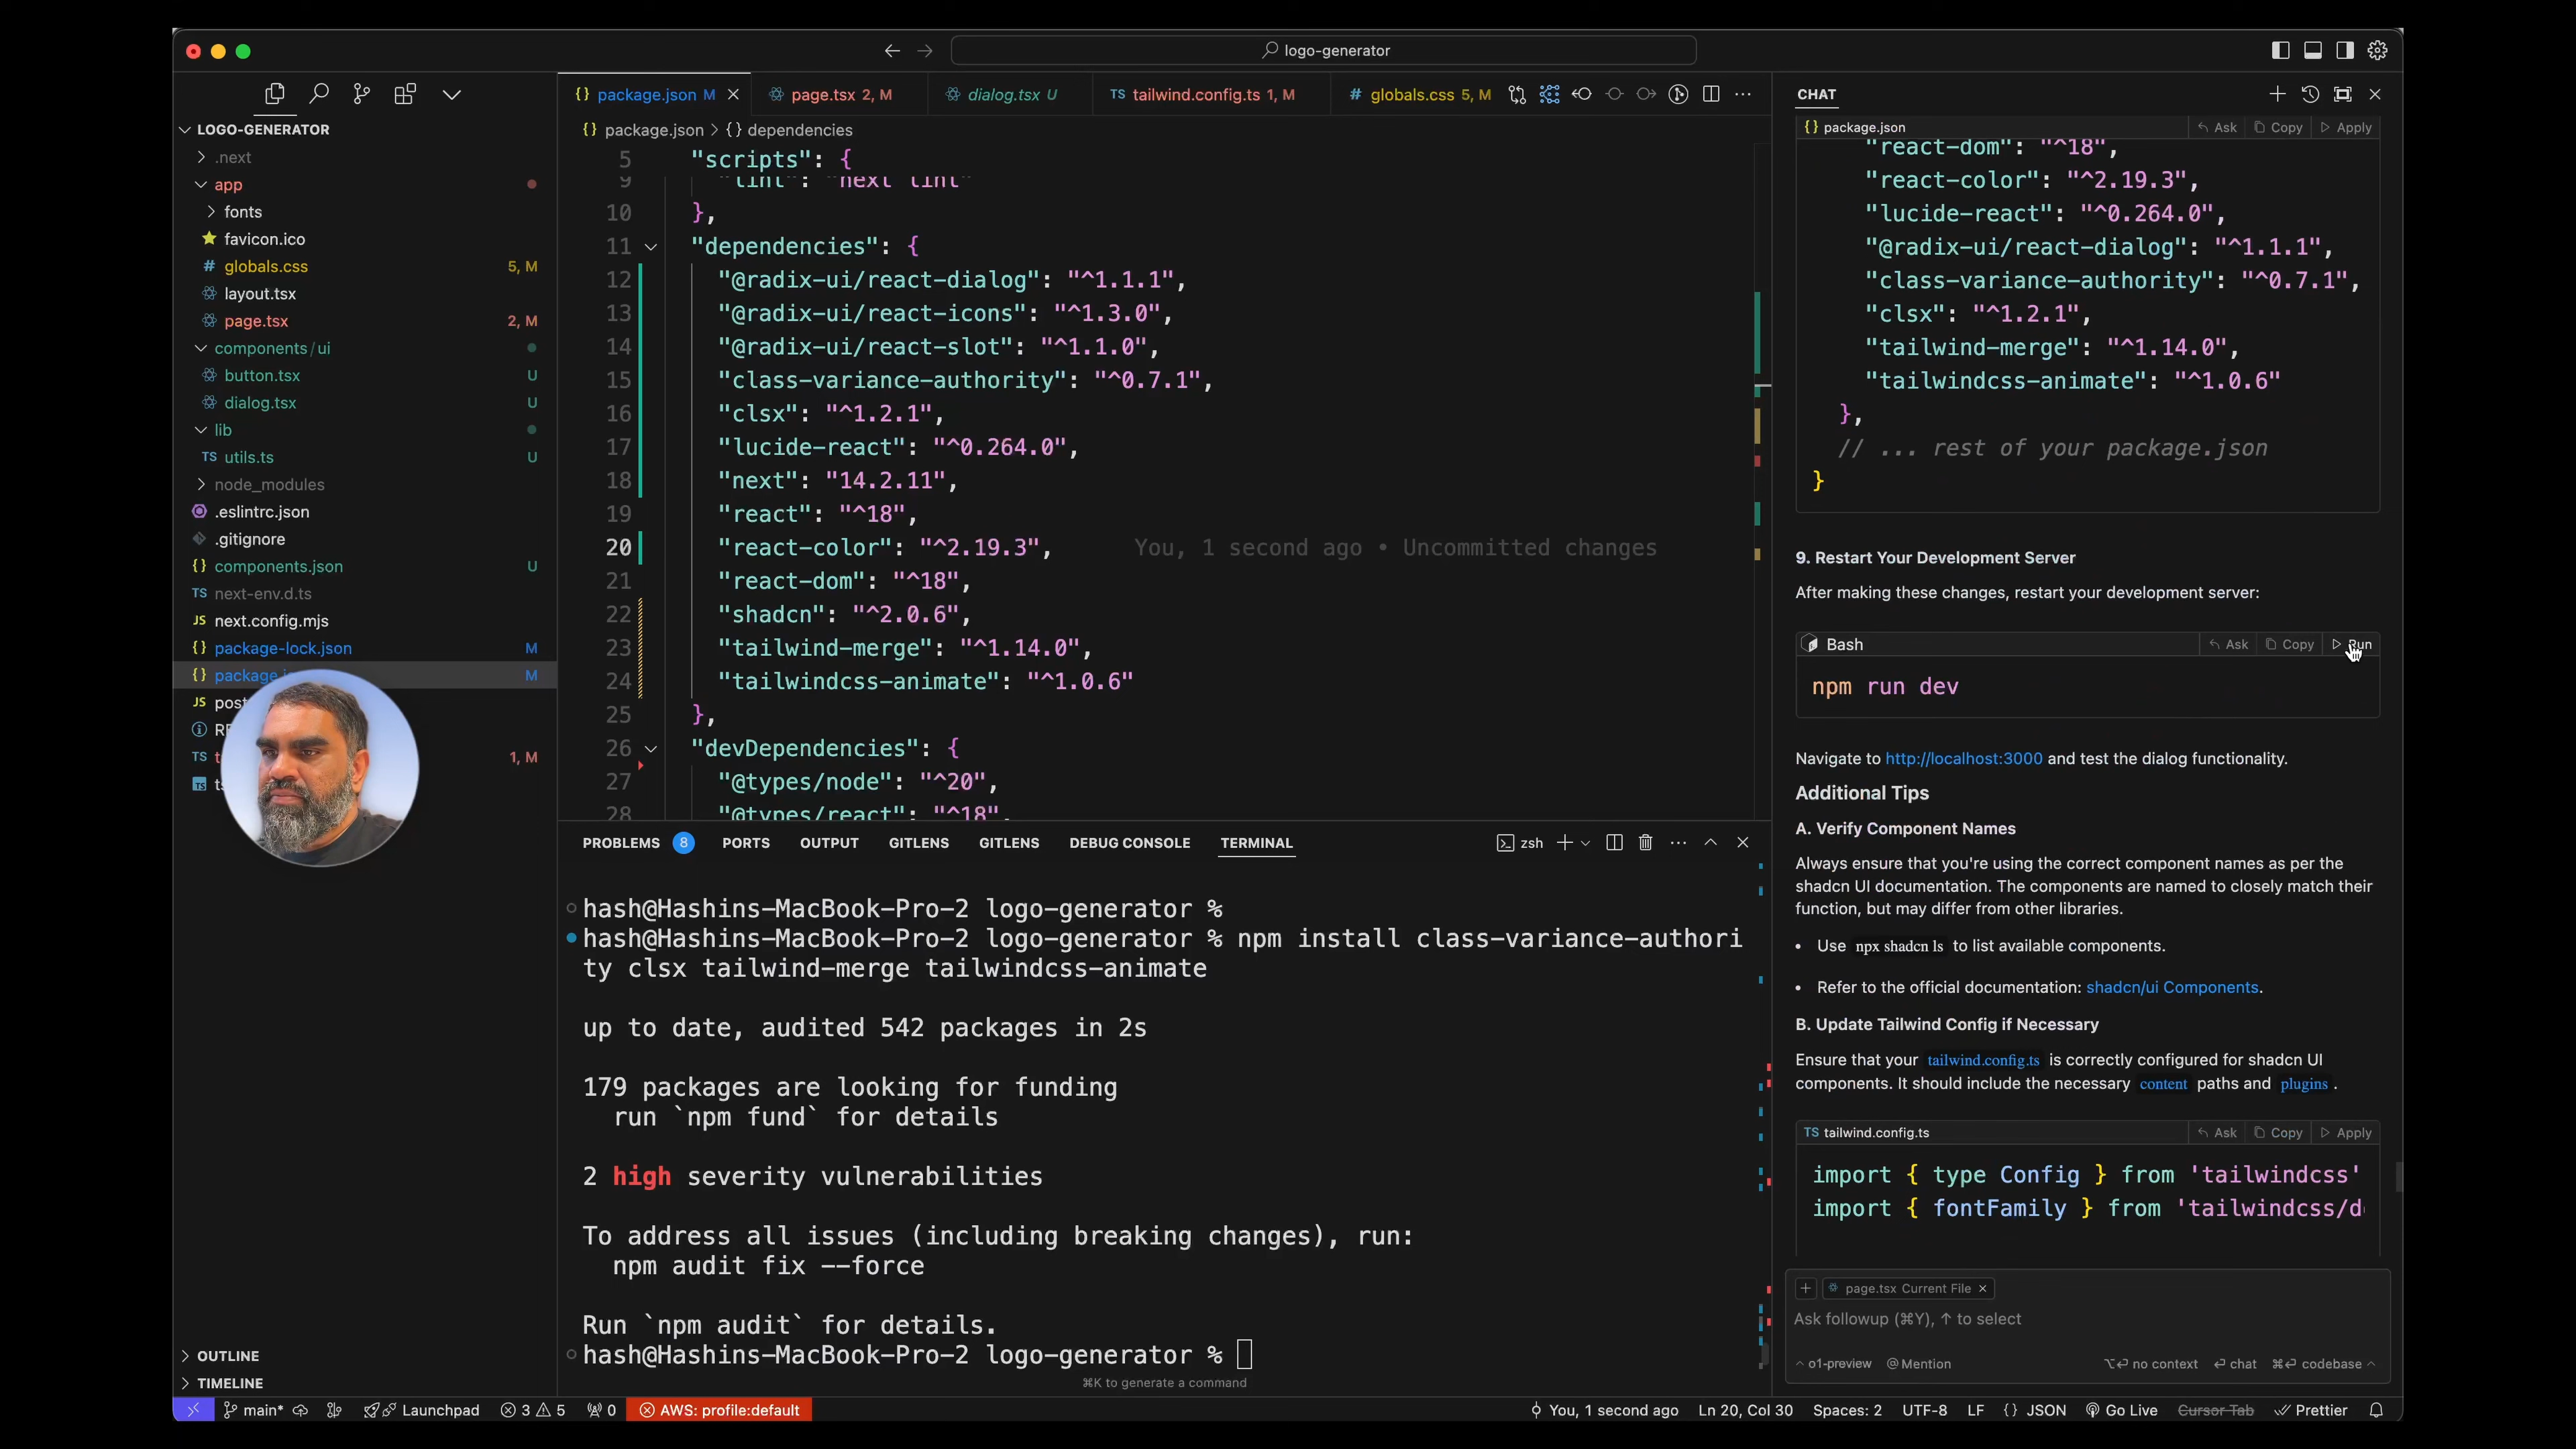 logo-generator
LOGO-GENERATOR
.next
app
fonts
favicon.ico
globals.css 5, M
layout.tsx
page.tsx 2, M
components/ui
button.tsx U
dialog.tsx U
lib
TS utils.ts U
node_modules
.eslintrc.json
.gitignore
components.json U
TS next-env.d.ts
JS next.config.mjs
package-lock.json M
M
JS
TS 1, M
OUTLINE
TIMELINE
package.json M
page.tsx 2, M
dialog.tsx U
TS tailwind.config.ts 1, M
globals.css 5, M
package.json > {} dependencies
5 "scripts": {
9 "lint": "next lint"
10 },
11 "dependencies": {
12 "@radix-ui/react-dialog": "^1.1.1",
13 "@radix-ui/react-icons": "^1.3.0",
14 "@radix-ui/react-slot": "^1.1.0",
15 "class-variance-authority": "^0.7.1",
16 "clsx": "^1.2.1",
17 "lucide-react": "^0.264.0",
18 "next": "14.2.11",
19 "react": "^18",
20 "react-color": "^2.19.3", You, 1 second ago • Uncommitted changes
21 "react-dom": "^18",
22 "shadcn": "^2.0.6",
23 "tailwind-merge": "^1.14.0",
24 "tailwindcss-animate": "^1.0.6"
25 },
26 "devDependencies": {
27 "@types/node": "^20",
28 "@types/react": "^18",
PROBLEMS 8 PORTS OUTPUT GITLENS GITLENS DEBUG CONSOLE TERMINAL
zsh
hash@Hashins-MacBook-Pro-2 logo-generator %
hash@Hashins-MacBook-Pro-2 logo-generator % npm install class-variance-authori
ty clsx tailwind-merge tailwindcss-animate
up to date, audited 542 packages in 2s
179 packages are looking for funding
run `npm fund` for details
2 high severity vulnerabilities
To address all issues (including breaking changes), run:
npm audit fix --force
Run `npm audit` for details.
hash@Hashins-MacBook-Pro-2 logo-generator %
⌘K to generate a command
CHAT
package.json Ask Copy Apply
"react-dom": "^18",
"react-color": "^2.19.3",
"lucide-react": "^0.264.0",
"@radix-ui/react-dialog": "^1.1.1",
"class-variance-authority": "^0.7.1",
"clsx": "^1.2.1",
"tailwind-merge": "^1.14.0",
"tailwindcss-animate": "^1.0.6"
},
// ... rest of your package.json
}
9. Restart Your Development Server
After making these changes, restart your development server:
Bash Ask Copy Run
npm run dev
Navigate to http://localhost:3000 and test the dialog functionality.
Additional Tips
A. Verify Component Names
Always ensure that you're using the correct component names as per the
shadcn UI documentation. The components are named to closely match their
function, but may differ from other libraries.
• Use npx shadcn ls to list available components.
• Refer to the official documentation: shadcn/ui Components.
B. Update Tailwind Config if Necessary
Ensure that your tailwind.config.ts is correctly configured for shadcn UI
components. It should include the necessary content paths and plugins .
TS tailwind.config.ts Ask Copy Apply
import { type Config } from 'tailwindcss'
import { fontFamily } from 'tailwindcss/d
page.tsx Current File ×
Ask followup (⌘Y), ↑ to select
o1-preview @Mention no context chat codebase
main* Launchpad 3 5 0 AWS: profile:default
You, 1 second ago Ln 20, Col 30 Spaces: 2 UTF-8 LF {} JSON Go Live Cursor Tab Prettier